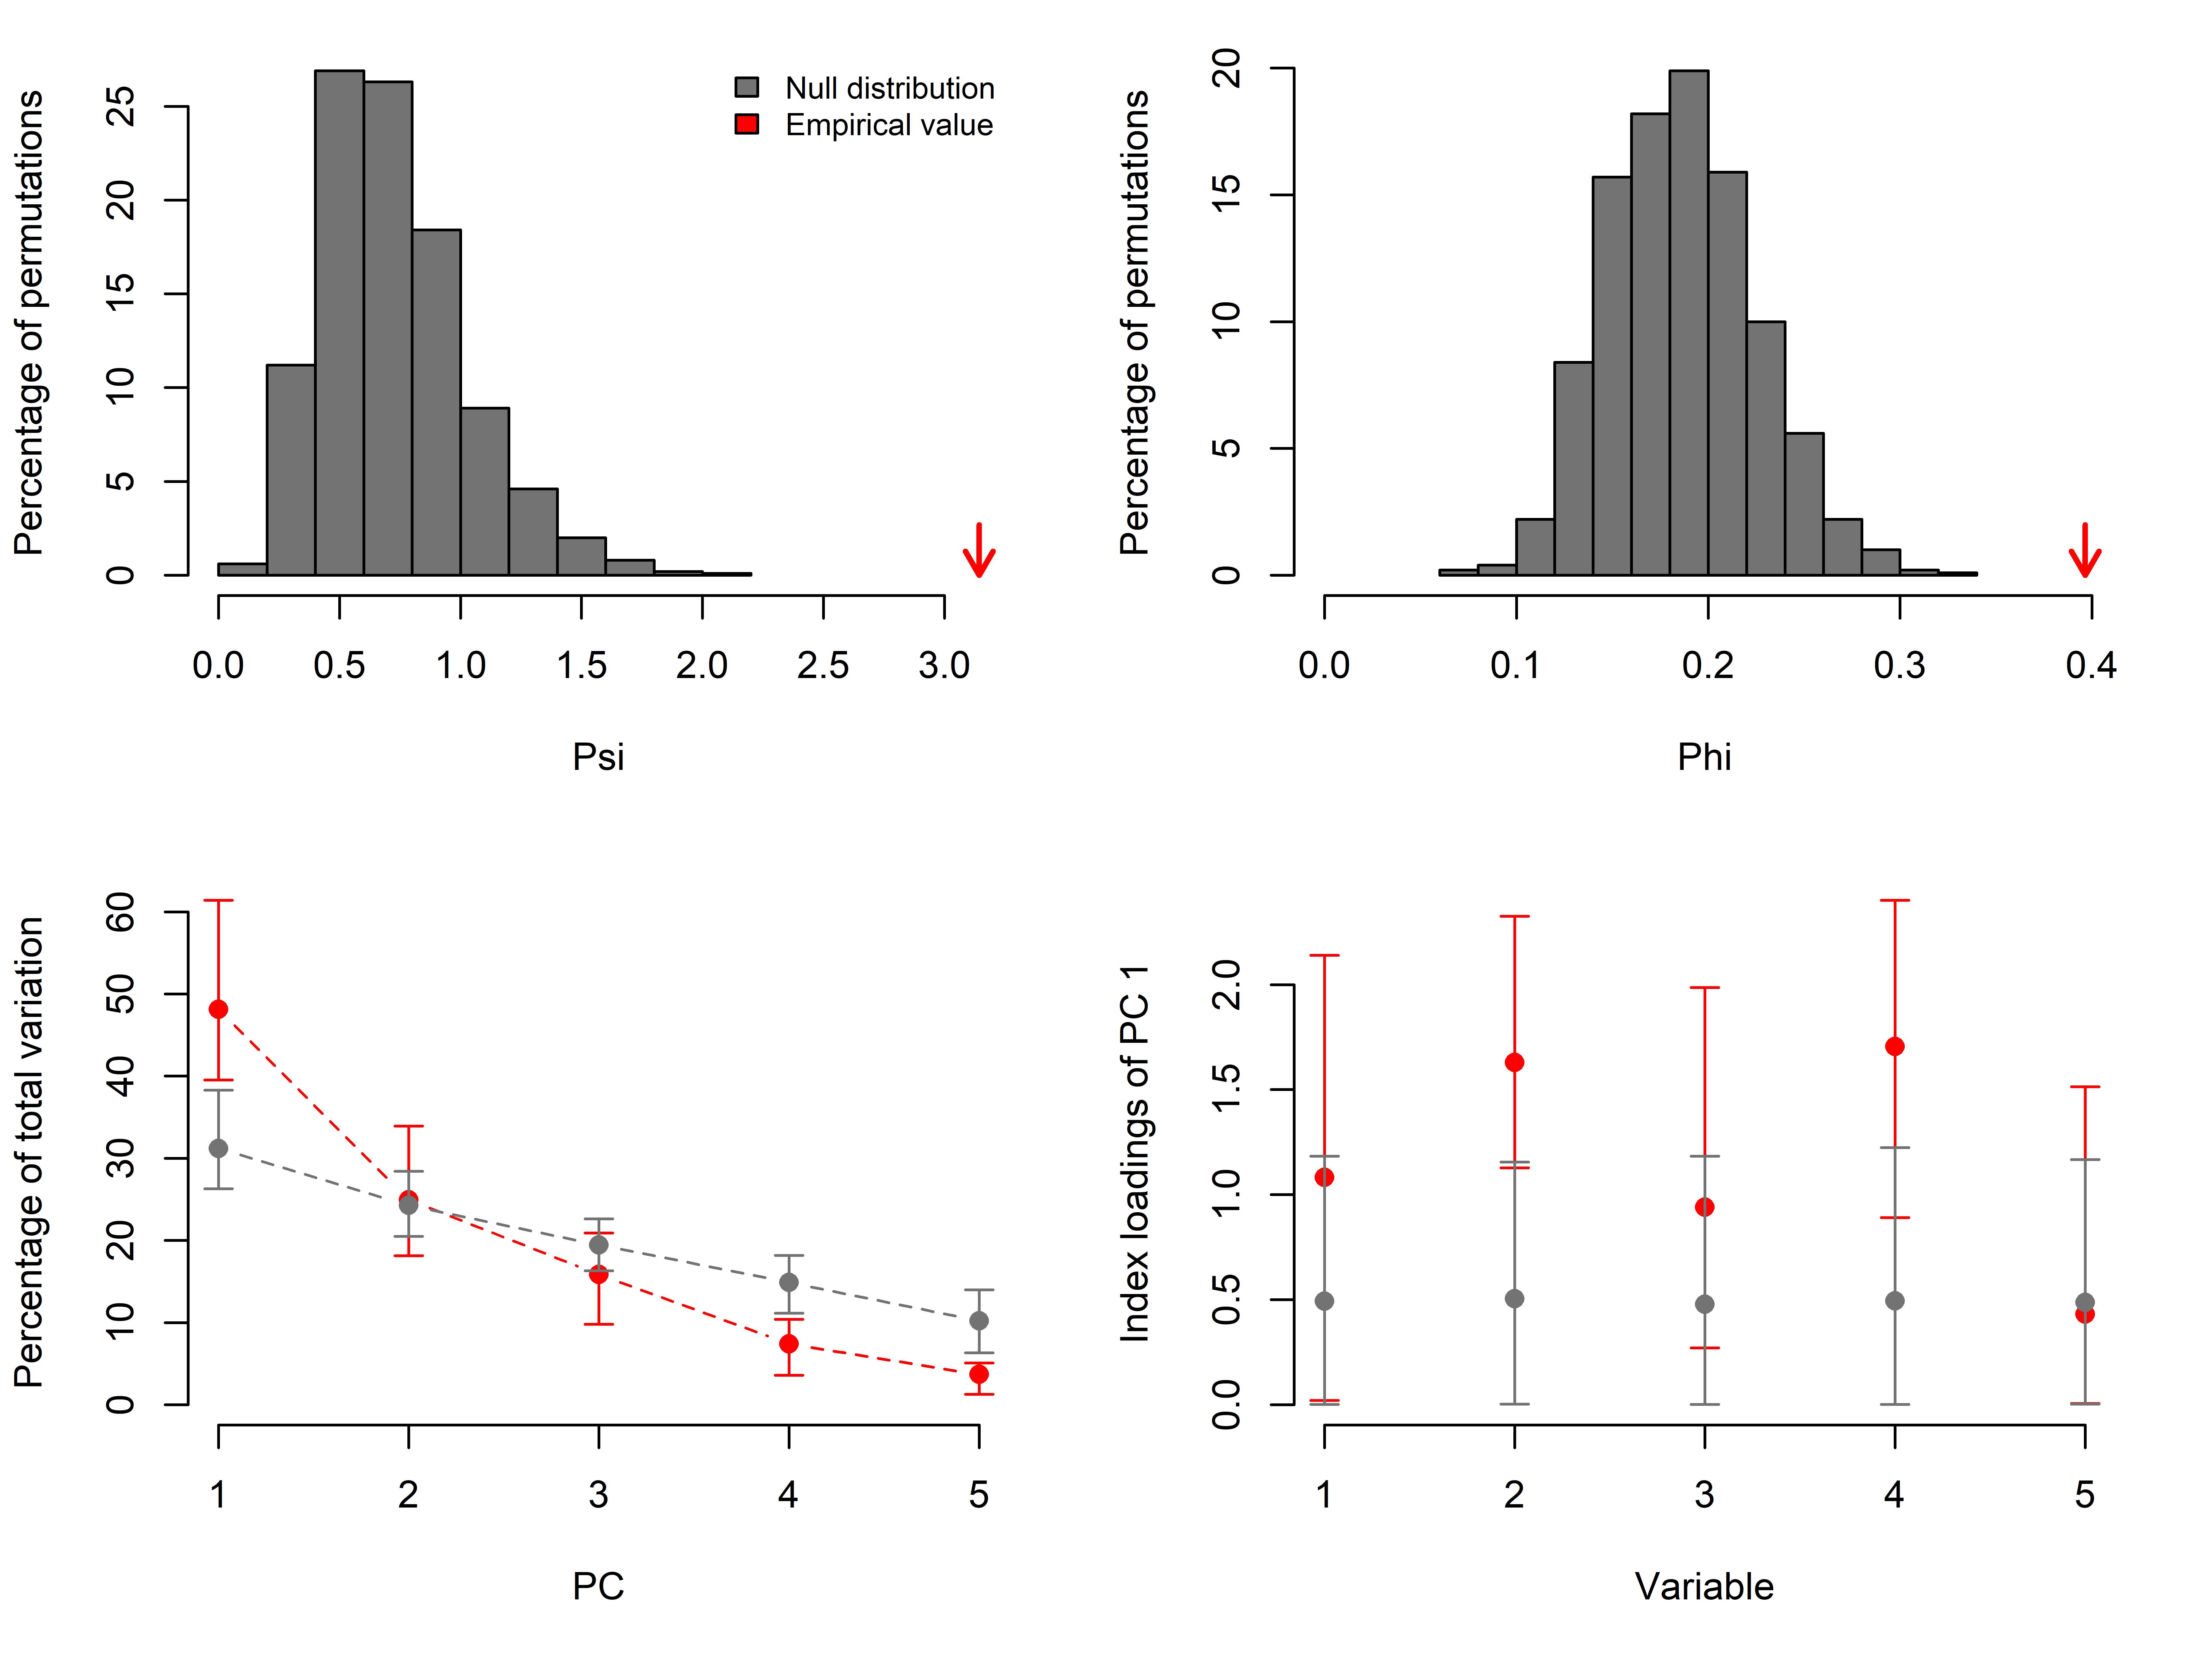 Null distribution
Empirical value
Percentage of permutations
0
5
10
15
20
25
0.0 0.5 1.0 1.5 2.0 2.5 3.0
Psi
Percentage of permutations
0
5
10
15
20
0.0 0.1 0.2 0.3 0.4
Phi
Percentage of total variation
0
10
20
30
40
50
60
1 2 3 4 5
PC
Index loadings of PC 1
0.0
0.5
1.0
1.5
2.0
1 2 3 4 5
Variable